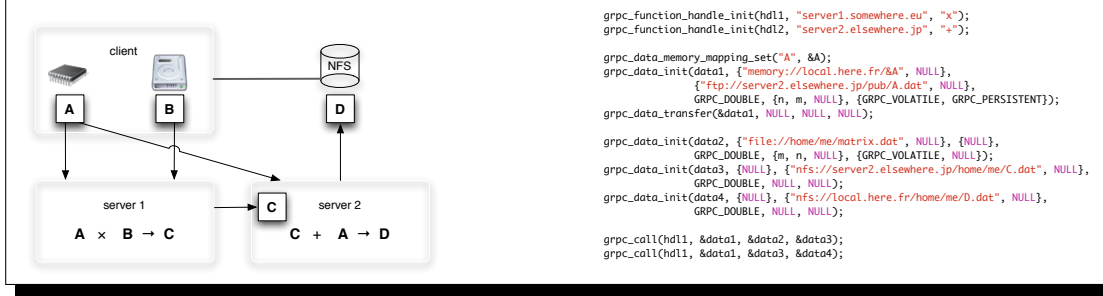 client
NFS
A
B
D
server 1
A × B → C
C
server 2
C + A → D
grpc_function_handle_init(hdl1, "server1.somewhere.eu", "x");
grpc_function_handle_init(hdl2, "server2.elsewhere.jp", "+");
grpc_data_memory_mapping_set("A", &A);
grpc_data_init(data1, {"memory://local.here.fr/&A", NULL},
{"ftp://server2.elsewhere.jp/pub/A.dat", NULL},
GRPC_DOUBLE, {n, m, NULL}, {GRPC_VOLATILE, GRPC_PERSISTENT});
grpc_data_transfer(&data1, NULL, NULL, NULL);
grpc_data_init(data2, {"file://home/me/matrix.dat", NULL}, {NULL},
GRPC_DOUBLE, {m, n, NULL}, {GRPC_VOLATILE, NULL});
grpc_data_init(data3, {NULL}, {"nfs://server2.elsewhere.jp/home/me/C.dat", NULL},
GRPC_DOUBLE, NULL, NULL);
grpc_data_init(data4, {NULL}, {"nfs://local.here.fr/home/me/D.dat", NULL},
GRPC_DOUBLE, NULL, NULL);
grpc_call(hdl1, &data1, &data2, &data3);
grpc_call(hdl1, &data1, &data3, &data4);